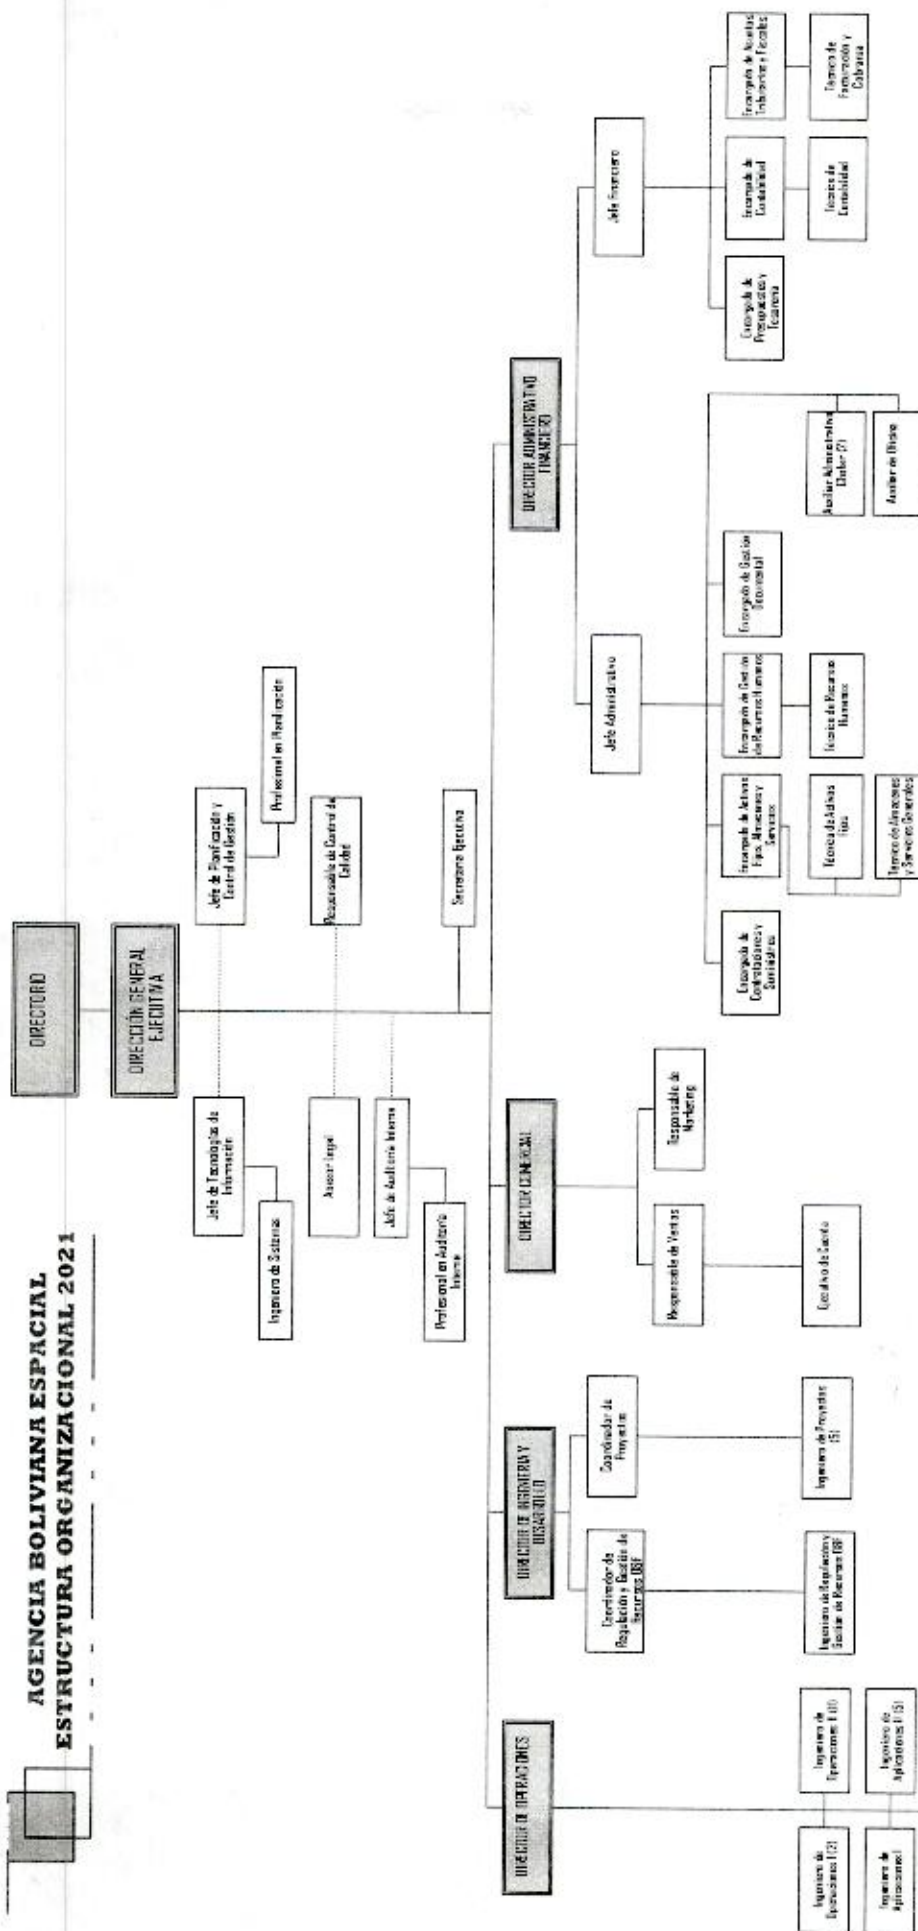 AGENCIA BOLIVIANA ESPACIAL
ESTRUCTURA ORGANIZACIONAL 2021
DIRECTORIO
DIRECCIÓN GENERAL
EJECUTIVA
Jefe de Tecnologías de
Información
Jefe de Planificación y
Control de Gestión
Ingeniero de Sistemas
Profesional en Planificación
Asesor Legal
Responsable de Control de
Calidad
Jefe de Auditoría Interna
Profesional en Auditoría
Interna
Secretaria Ejecutiva
DIRECTOR DE OPERACIONES
DIRECTOR DE INGENIERIA Y
DESARROLLO
DIRECTOR COMERCIAL
DIRECTOR ADMINISTRATIVO
FINANCIERO
Coordinador de
Regulación y Gestión de
Recursos OSF
Coordinador de
Proyectos
Responsable de Ventas
Responsable de
Marketing
Jefe Administrativo
Jefe Financiero
Encargado de
Contrataciones y
Suministros
Encargado de Activos
Fijos, Almacenes y
Servicios
Encargado de Gestión
de Recursos Humanos
Encargado de Gestión
Documental
Encargado de
Presupuestos y
Tesorería
Encargado de
Contabilidad
Encargado de Asuntos
Tributarios y Fiscales
Ingeniero de
Operaciones I (2)
Ingeniero de
Operaciones II
Ingeniero de Regulación y
Gestión de Recursos OSF
Ingeniero de Proyectos
(5)
Ejecutivo de Cuenta
Técnico de Activos
Fijos
Técnico de Recursos
Humanos
Auxiliar Administrativo
Chofer (2)
Técnico de
Contabilidad
Técnico de
Facturación y
Cobranza
Ingeniero de
Aplicaciones I
Ingeniero de
Aplicaciones II (5)
Técnico de Almacenes
y Servicios Generales
Auxiliar de Oficina